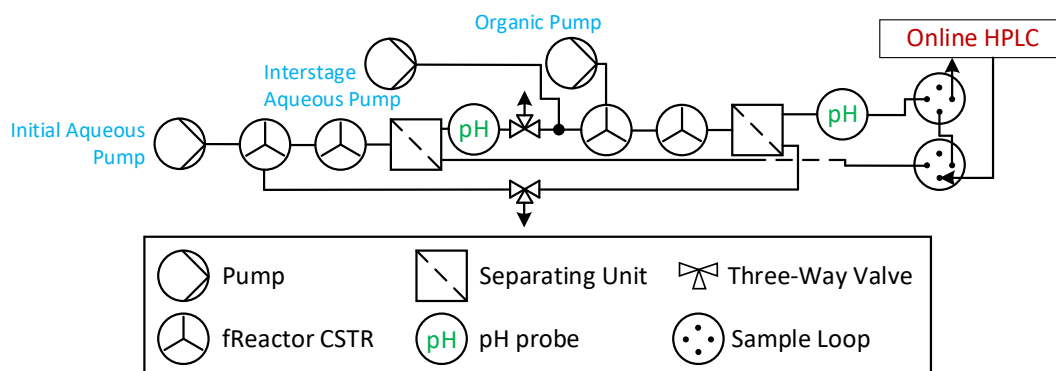 Organic Pump
Online HPLC
Interstage
Aqueous Pump
Initial Aqueous
Pump
pH
pH
Pump
Separating Unit
Three-Way Valve
fReactor CSTR
pH
pH probe
Sample Loop